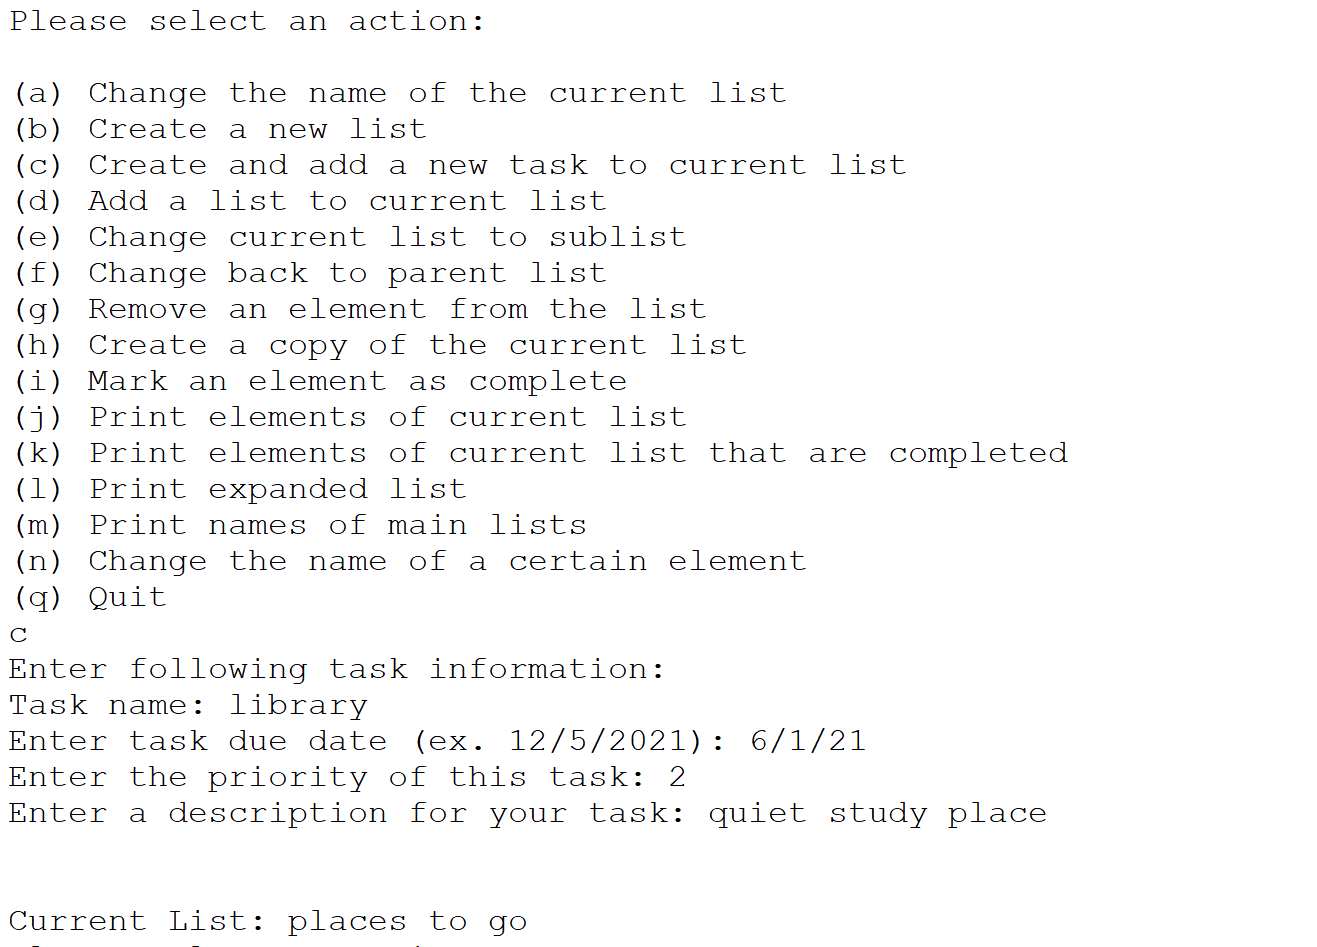 Please select an action:
(a) Change the name of the current list
(b) Create a new list
(c) Create and add a new task to current list
(d) Add a list to current list
(e) Change current list to sublist
(f) Change back to parent list
(g) Remove an element from the list
(h) Create a copy of the current list
(i) Mark an element as complete
(j) Print elements of current list
(k) Print elements of current list that are completed
(l) Print expanded list
(m) Print names of main lists
(n) Change the name of a certain element
(q) Quit
c
Enter following task information:
Task name: library
Enter task due date (ex. 12/5/2021): 6/1/21
Enter the priority of this task: 2
Enter a description for your task: quiet study place
Current List: places to go